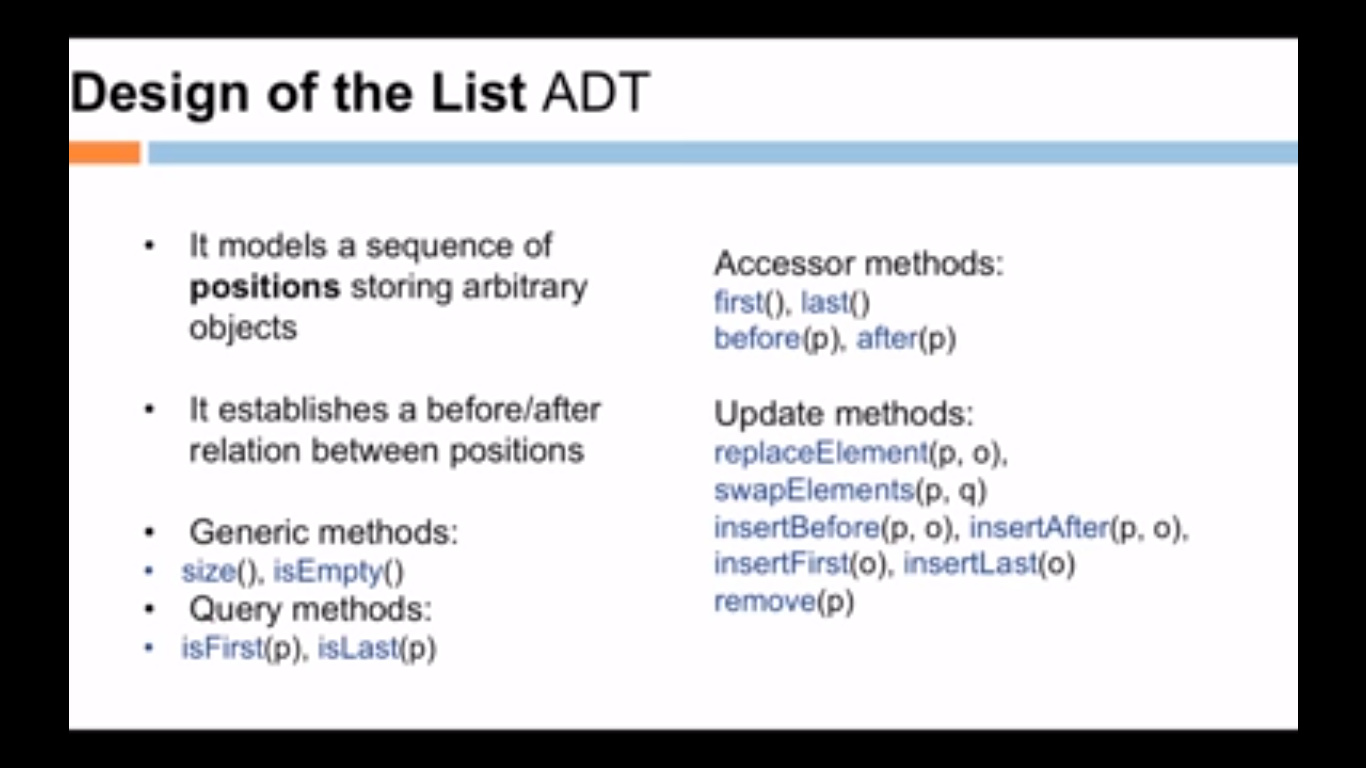 Design of the List ADT
• It models a sequence of
positions storing arbitrary
objects
• It establishes a before/after
relation between positions
• Generic methods:
• size(), isEmpty()
• Query methods:
• isFirst(p), isLast(p)
Accessor methods:
first(), last()
before(p), after(p)
Update methods:
replaceElement(p, o),
swapElements(p, q)
insertBefore(p, o), insertAfter(p, o),
insertFirst(o), insertLast(o)
remove(p)